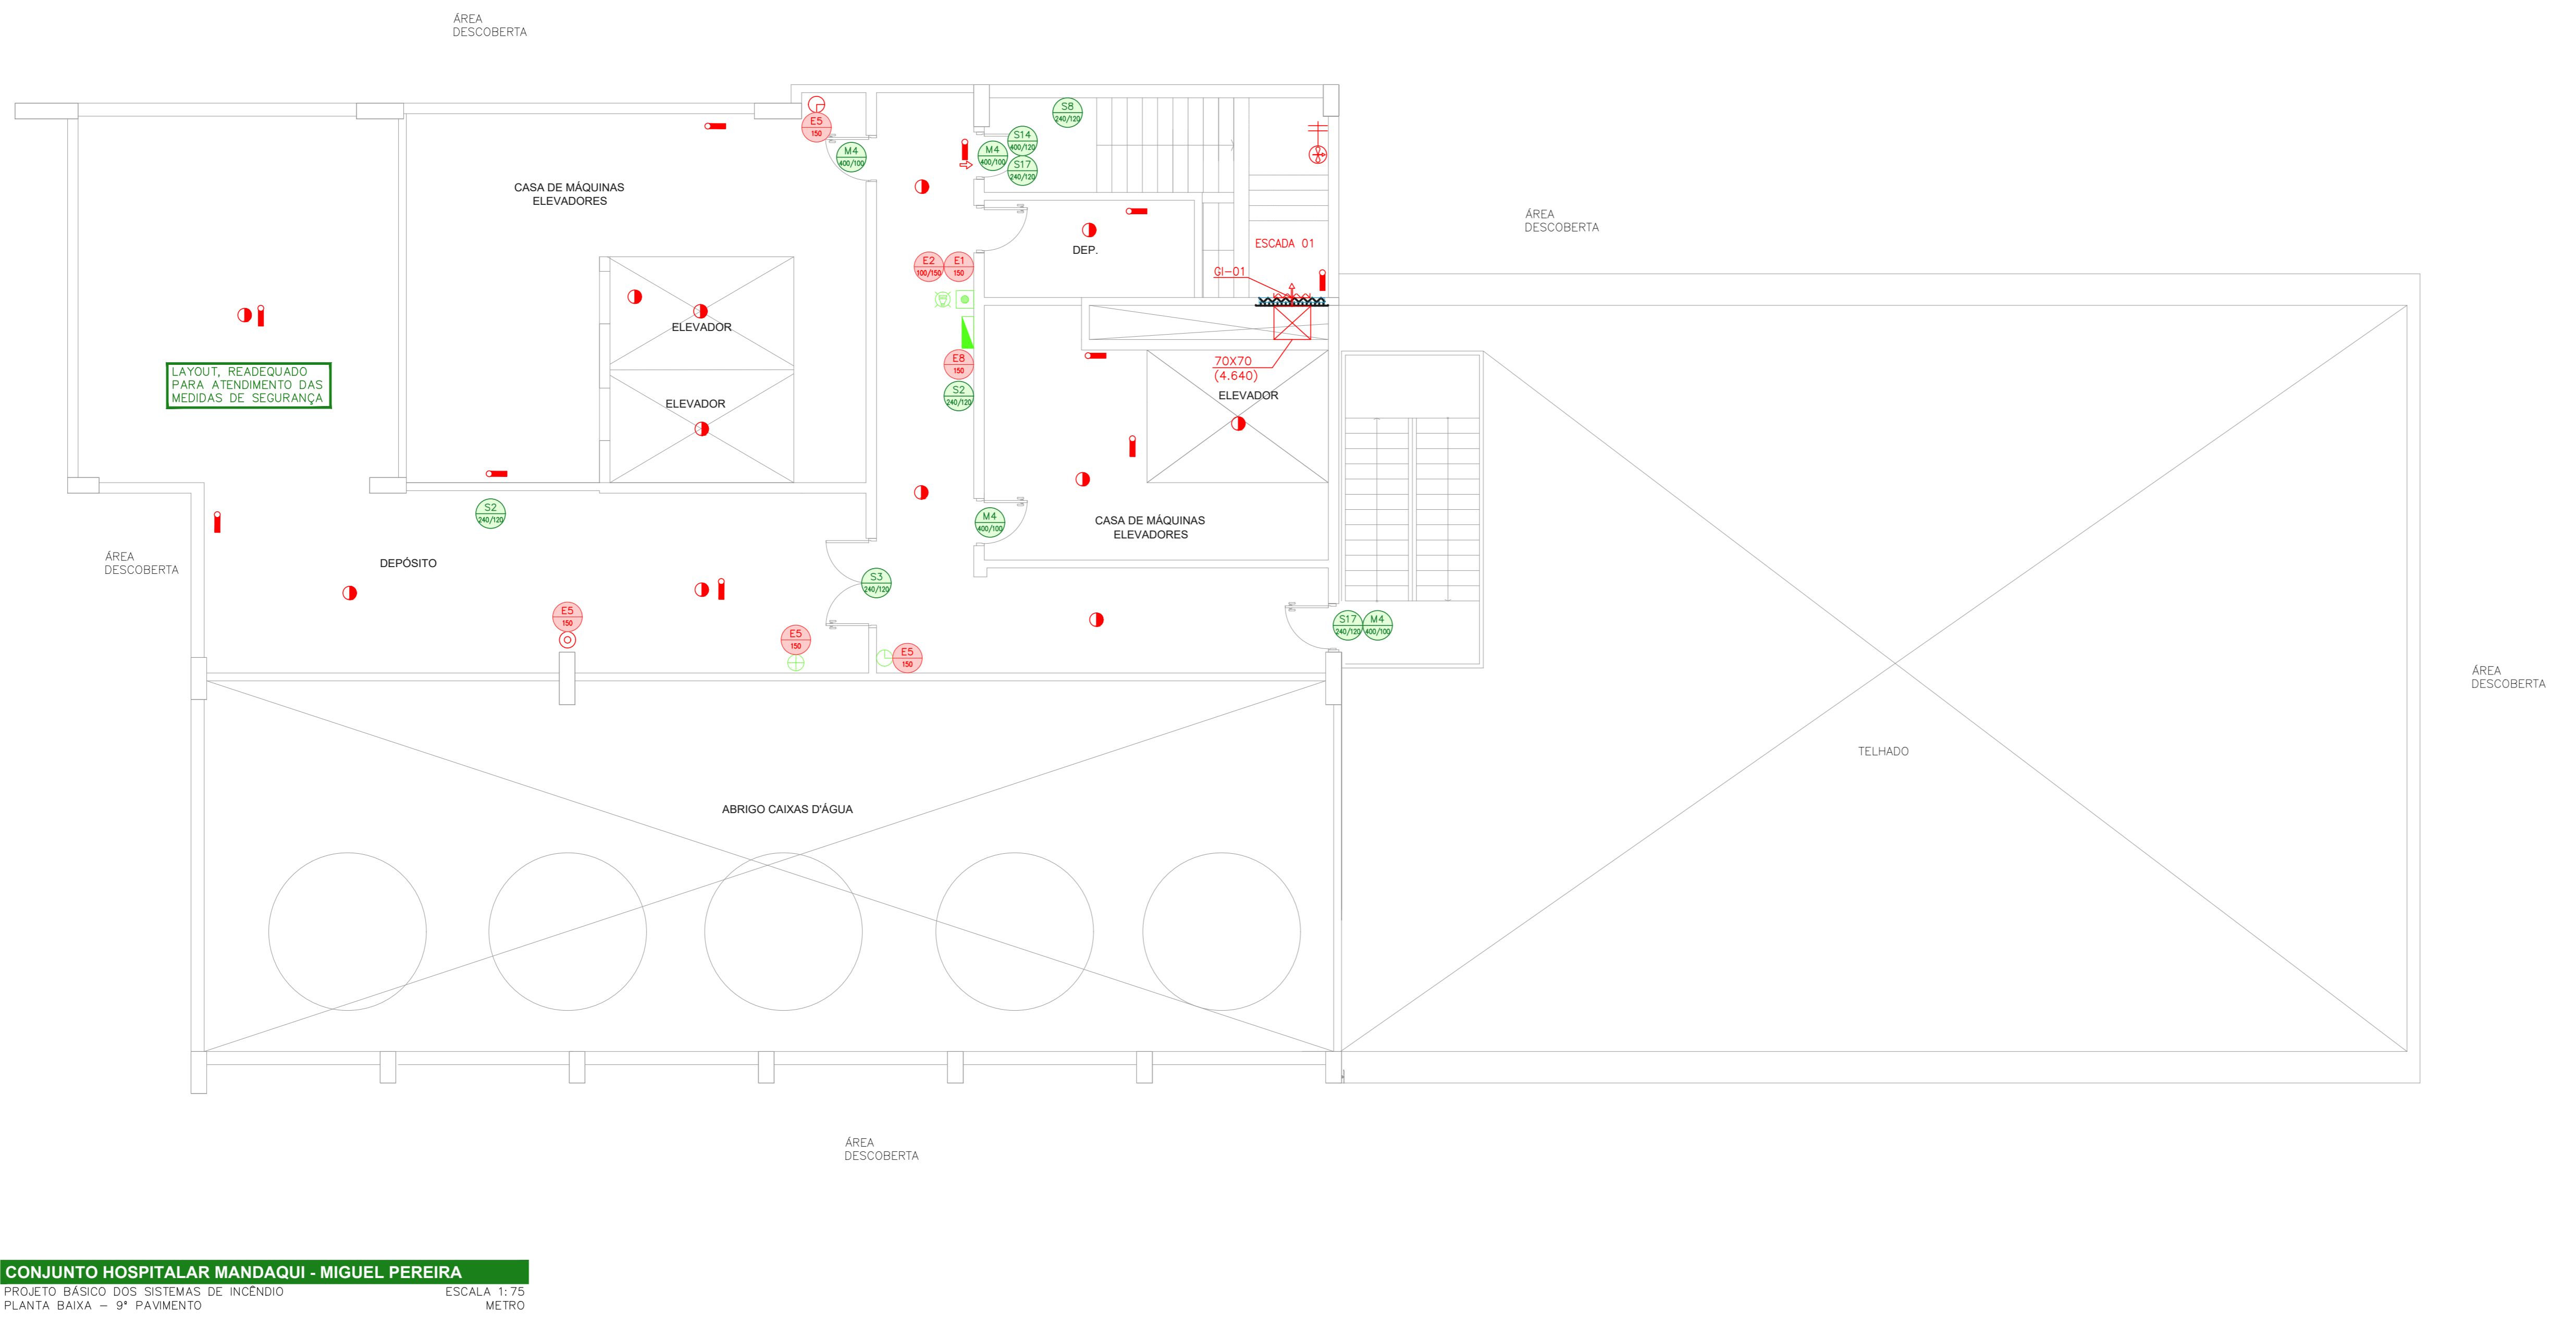 ÁREA
DESCOBERTA
S8
240/120
E5
150
M4
400/100
M4
400/100
S14
400/120
S17
240/120
CASA DE MÁQUINAS
ELEVADORES
ÁREA
DESCOBERTA
ESCADA 01
DEP.
E2
100/150
E1
150
GI-01
ELEVADOR
E8
150
70X70
(4.640)
LAYOUT, READEQUADO
PARA ATENDIMENTO DAS
MEDIDAS DE SEGURANÇA
S2
240/120
ELEVADOR
ELEVADOR
S2
240/120
M4
400/100
CASA DE MÁQUINAS
ELEVADORES
ÁREA
DESCOBERTA
DEPÓSITO
S3
240/120
E5
150
S17
240/120
M4
400/100
E5
150
E5
150
ÁREA
DESCOBERTA
TELHADO
ABRIGO CAIXAS D'ÁGUA
ÁREA
DESCOBERTA
CONJUNTO HOSPITALAR MANDAQUI - MIGUEL PEREIRA
PROJETO BÁSICO DOS SISTEMAS DE INCÊNDIO ESCALA 1:75
PLANTA BAIXA – 9º PAVIMENTO METRO